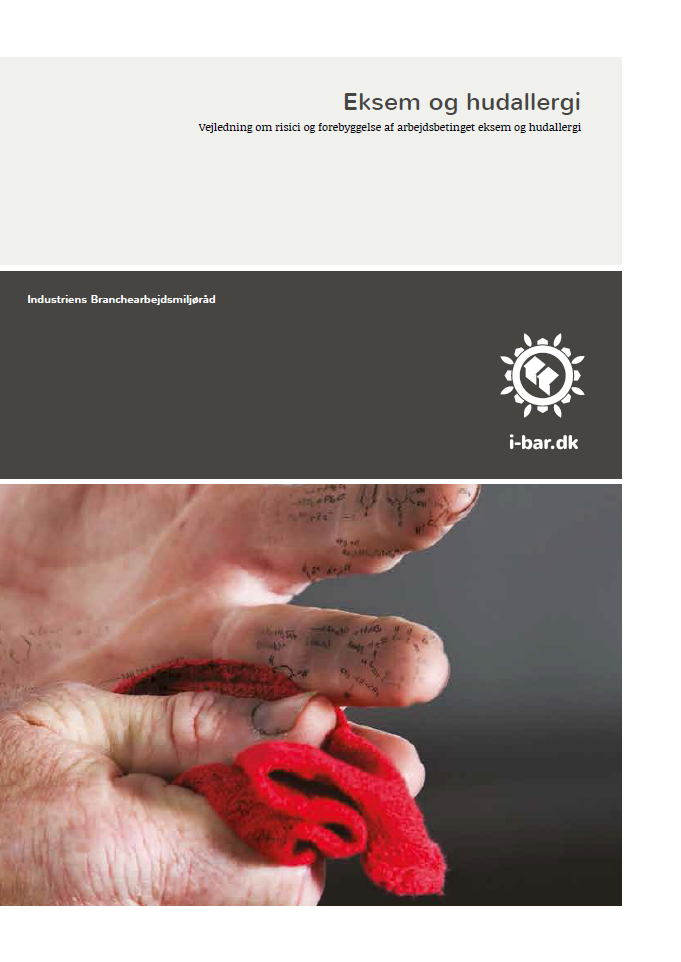 Eksem og hudallergi
Vejledning om risici og forebyggelse af arbejdsbetinget eksem og hudallergi
Industriens Branchearbejdsmiljøråd
i-bar.dk